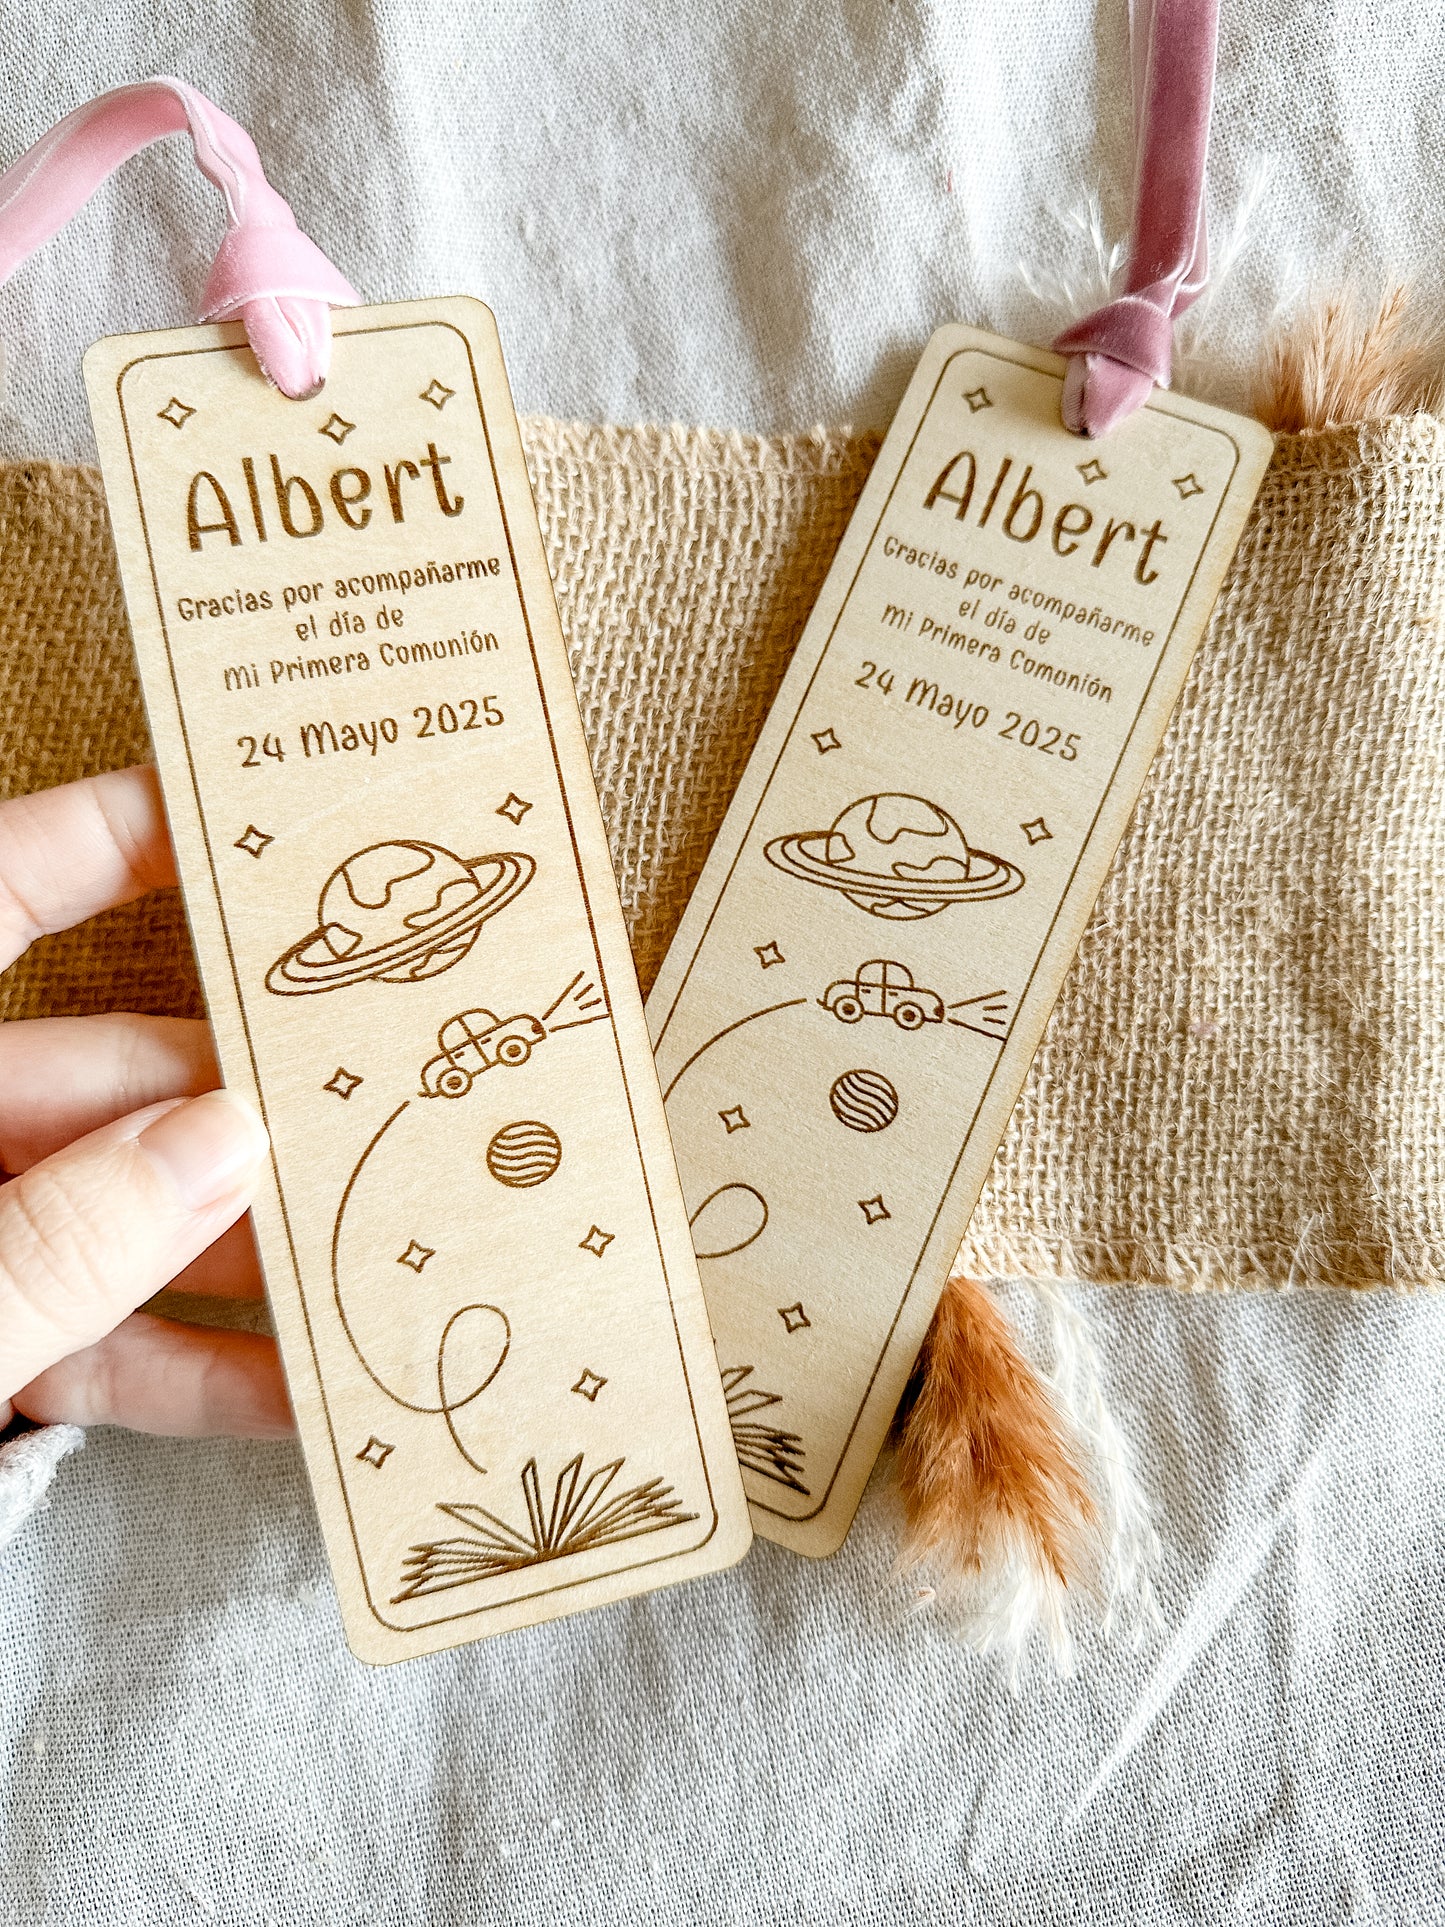 Albert
Gracias por acompañarme
el día de
Mi Primera Comunión
24 Mayo 2025
Albert
Gracias por acompañarme
el día de
Mi Primera Comunión
24 Mayo 2025